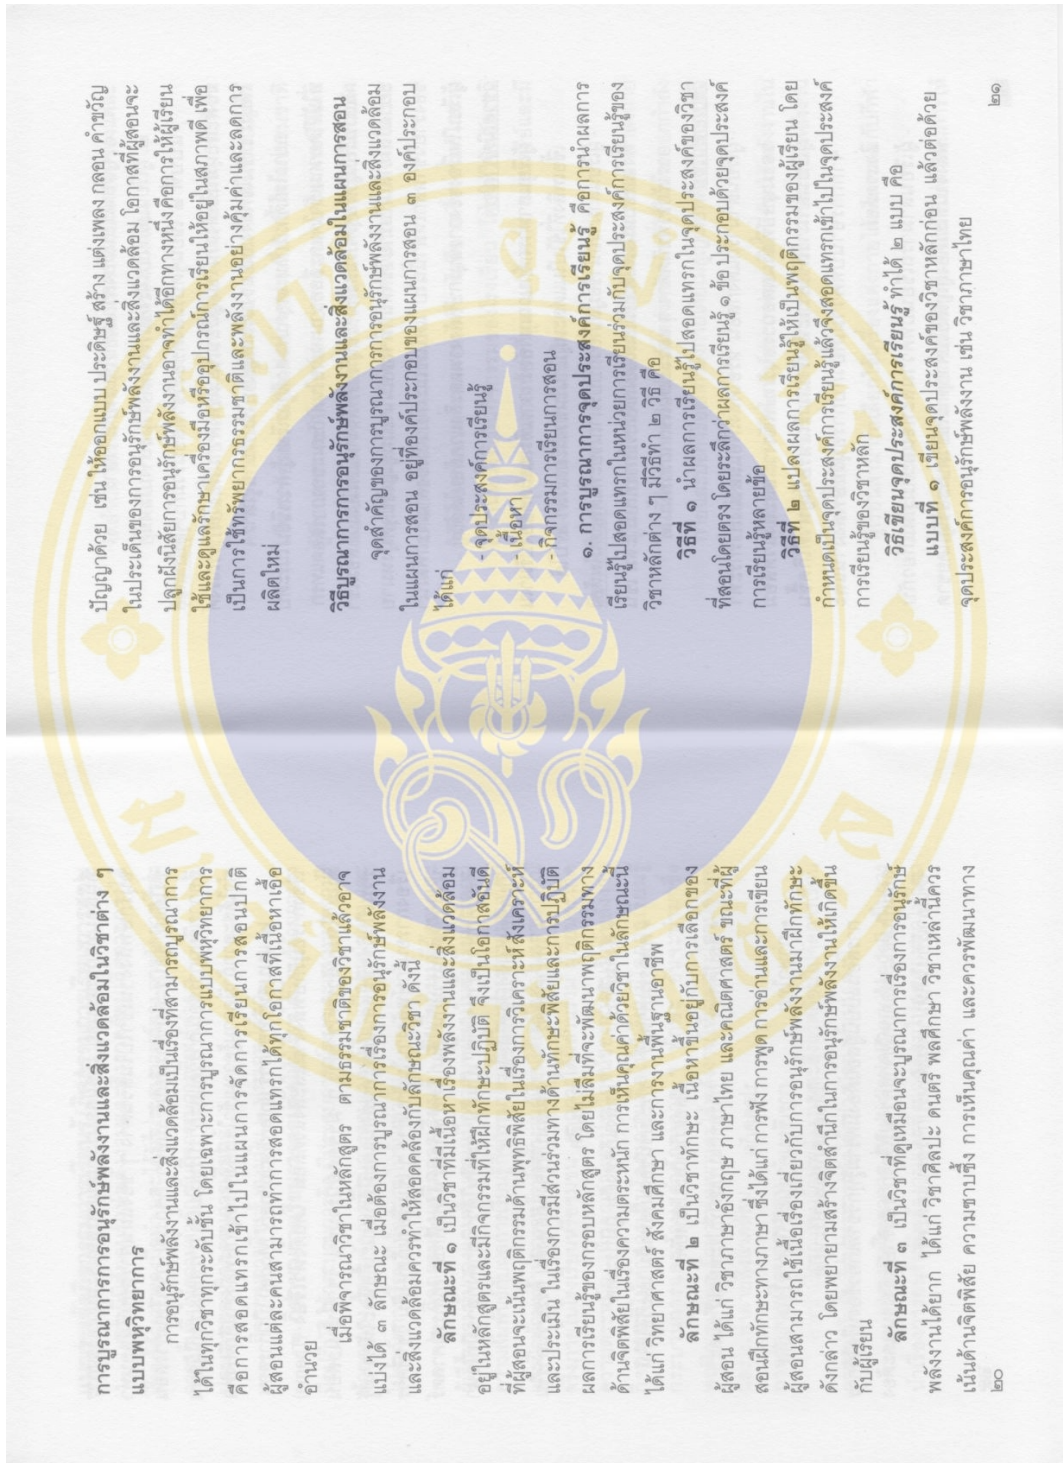 การบูรณาการการอนุรักษ์พลังงานและสิ่งแวดล้อมในวิชาต่าง ๆ
แบบพหุวิทยาการ
การอนุรักษ์พลังงานและสิ่งแวดล้อมเป็นเรื่องที่สามารถบูรณาการ
ได้ในทุกวิชาทุกระดับชั้น โดยเฉพาะการบูรณาการแบบพหุวิทยาการ
คือการสอดแทรกเข้าไปในแผนการจัดการเรียนการสอนปกติ
ผู้สอนแต่ละคนสามารถทำการสอดแทรกได้ทุกโอกาสที่เนื้อหาเอื้อ
อำนวย
เมื่อพิจารณาวิชาในหลักสูตร ตามธรรมชาติของวิชาแล้วอาจ
แบ่งได้ ๓ ลักษณะ เมื่อต้องการบูรณาการเรื่องการอนุรักษ์พลังงาน
และสิ่งแวดล้อมควรทำให้สอดคล้องกับลักษณะวิชา ดังนี้
ลักษณะที่ ๑ เป็นวิชาที่มีเนื้อหาเรื่องพลังงานและสิ่งแวดล้อม
อยู่ในหลักสูตรและมีกิจกรรมที่ให้ฝึกทักษะปฏิบัติ จึงเป็นโอกาสอันดี
ที่ผู้สอนจะเน้นพฤติกรรมด้านพุทธิพิสัยในเรื่องการวิเคราะห์ สังเคราะห์
และประเมิน ในเรื่องการมีส่วนร่วมทางด้านทักษะพิสัยและการปฏิบัติ
ผลการเรียนรู้ของกรอบหลักสูตร โดยไม่ลืมที่จะพัฒนาพฤติกรรมทาง
ด้านจิตพิสัยในเรื่องความตระหนัก การเห็นคุณค่าด้วยวิชาในลักษณะนี้
ได้แก่ วิทยาศาสตร์ สังคมศึกษา และการงานพื้นฐานอาชีพ
ลักษณะที่ ๒ เป็นวิชาทักษะ เนื้อหาขึ้นอยู่กับการเลือกของ
ผู้สอน ได้แก่ วิชาภาษาอังกฤษ ภาษาไทย และคณิตศาสตร์ ขณะที่ผู้
สอนฝึกทักษะทางภาษา ซึ่งได้แก่ การฟัง การพูด การอ่านและการเขียน
ผู้สอนสามารถใช้เนื้อเรื่องเกี่ยวกับการอนุรักษ์พลังงานมาฝึกทักษะ
ดังกล่าว โดยพยายามสร้างจิตสำนึกในการอนุรักษ์พลังงานให้เกิดขึ้น
กับผู้เรียน
ลักษณะที่ ๓ เป็นวิชาที่ดูเหมือนจะบูรณาการเรื่องการอนุรักษ์
พลังงานได้ยาก ได้แก่ วิชาศิลปะ ดนตรี พลศึกษา วิชาเหล่านี้ควร
เน้นด้านจิตพิสัย ความซาบซึ้ง การเห็นคุณค่า และควรพัฒนาทาง
๒๐
ปัญญาด้วย เช่น ให้ออกแบบ ประดิษฐ์ สร้าง แต่งเพลง กลอน คำขวัญ
ในประเด็นของการอนุรักษ์พลังงานและสิ่งแวดล้อม โอกาสที่ผู้สอนจะ
ปลูกฝังนิสัยการอนุรักษ์พลังงานอาจทำได้อีกทางหนึ่ง คือการให้ผู้เรียน
ใช้และดูแลรักษาเครื่องมือหรืออุปกรณ์การเรียนให้อยู่ในสภาพดี เพื่อ
เป็นการใช้ทรัพยากรธรรมชาติและพลังงานอย่างคุ้มค่าและลดการ
ผลิตใหม่
วิธีบูรณาการการอนุรักษ์พลังงานและสิ่งแวดล้อมในแผนการสอน
จุดสำคัญของการบูรณาการการอนุรักษ์พลังงานและสิ่งแวดล้อม
ในแผนการสอน อยู่ที่องค์ประกอบของแผนการสอน ๓ องค์ประกอบ
ได้แก่
- จุดประสงค์การเรียนรู้
- เนื้อหา
- กิจกรรมการเรียนการสอน
๑. การบูรณาการจุดประสงค์การเรียนรู้ คือการนำผลการ
เรียนรู้ไปสอดแทรกในหน่วยการเรียนร่วมกับจุดประสงค์การเรียนรู้ของ
วิชาหลักต่าง ๆ มีวิธีทำ ๒ วิธี คือ
วิธีที่ ๑ นำผลการเรียนรู้ไปสอดแทรกในจุดประสงค์ของวิชา
ที่สอนโดยตรง โดยระลึกว่าผลการเรียนรู้ ๑ ข้อ ประกอบด้วยจุดประสงค์
การเรียนรู้หลายข้อ
วิธีที่ ๒ แปลงผลการเรียนรู้ให้เป็นพฤติกรรมของผู้เรียน โดย
กำหนดเป็นจุดประสงค์การเรียนรู้แล้วจึงสอดแทรกเข้าไปในจุดประสงค์
การเรียนรู้ของวิชาหลัก
วิธีเขียนจุดประสงค์การเรียนรู้ ทำได้ ๒ แบบ คือ
แบบที่ ๑ เขียนจุดประสงค์ของวิชาหลักก่อน แล้วต่อด้วย
จุดประสงค์การอนุรักษ์พลังงาน เช่น วิชาภาษาไทย
๒๑